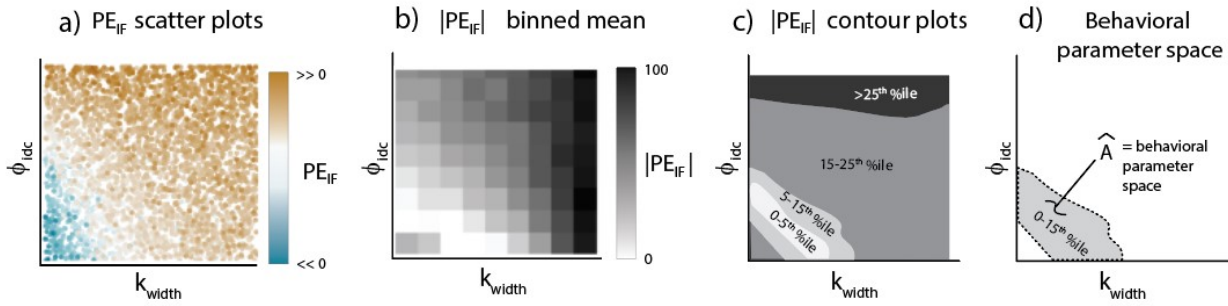 a) PE_IF scatter plots
ϕ_idc
k_width
>> 0
PE_IF
<< 0
b) |PE_IF| binned mean
ϕ_idc
k_width
100
|PE_IF|
0
c) |PE_IF| contour plots
ϕ_idc
k_width
>25th %ile
15-25th %ile
5-15th %ile
0-5th %ile
d) Behavioral
parameter space
ϕ_idc
k_width
Â = behavioral
parameter
space
0-15th %ile